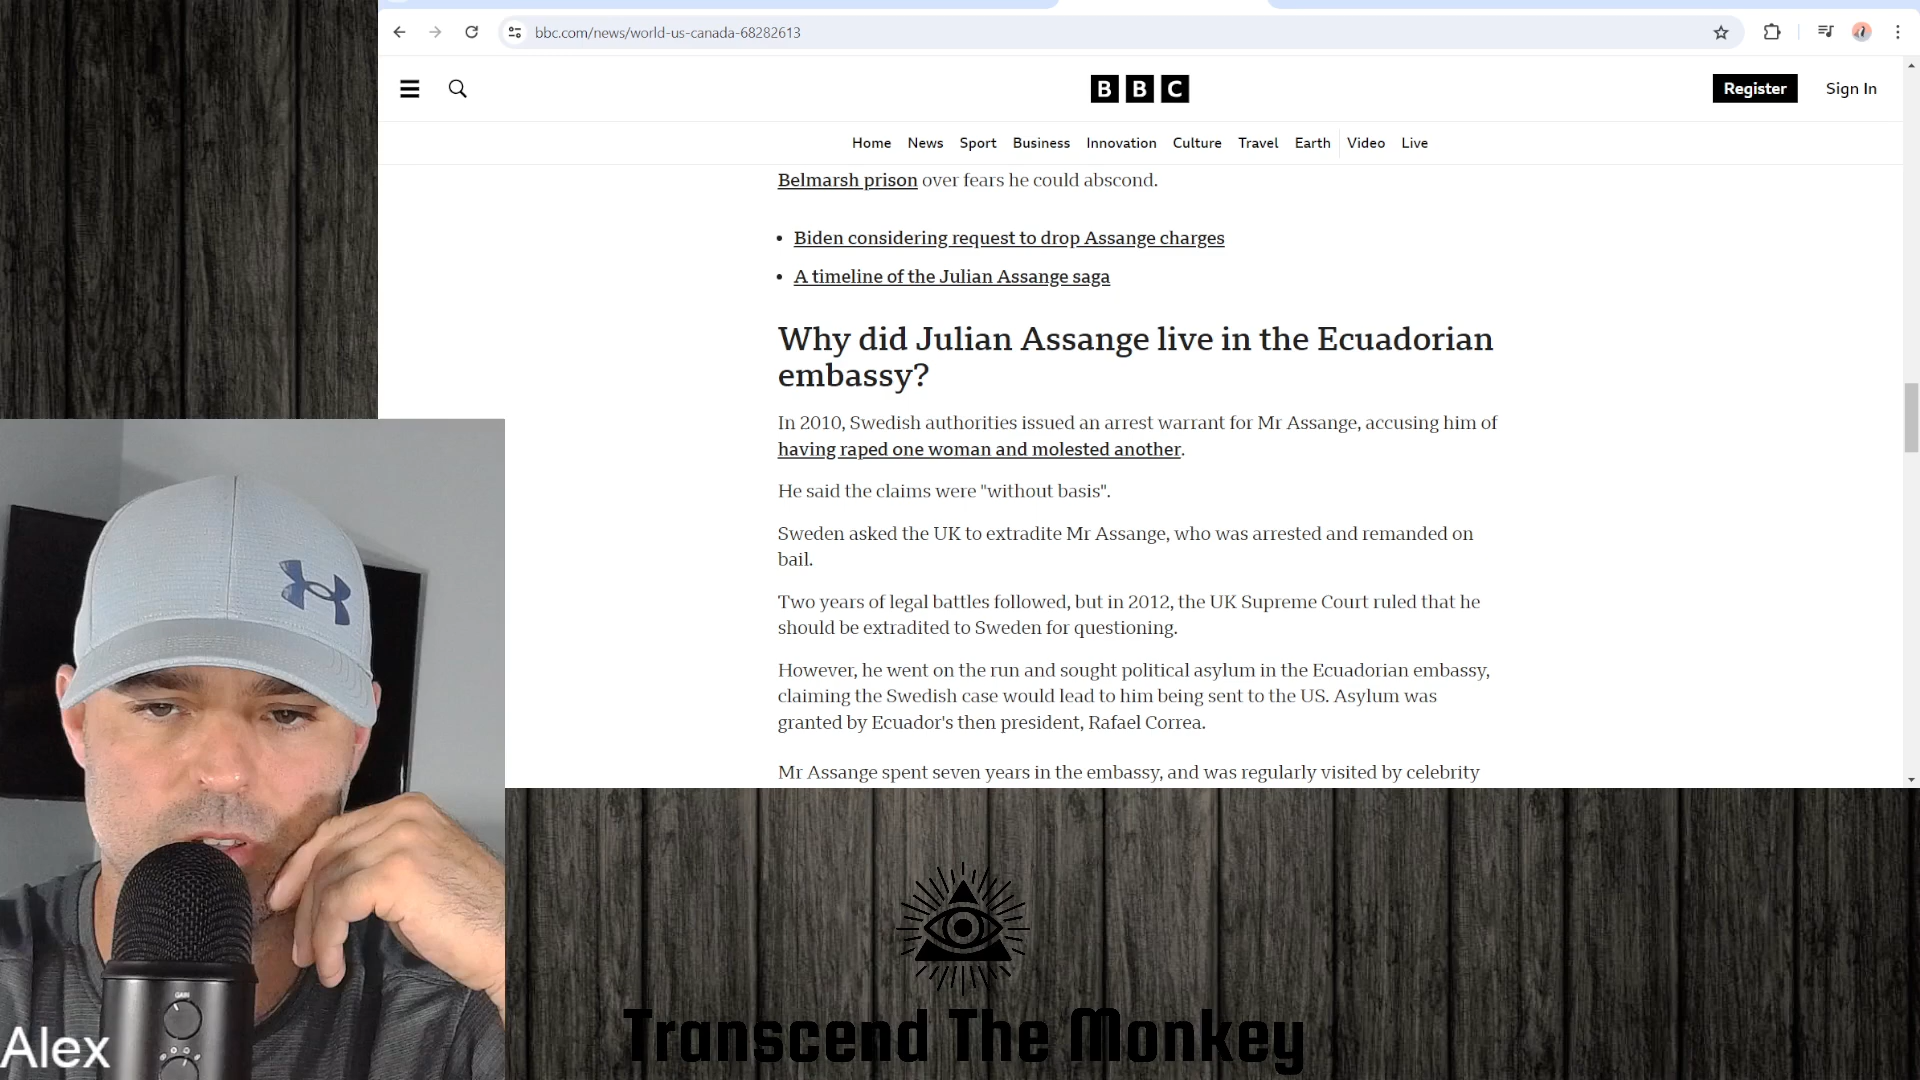 bbc.com/news/world-us-canada-68282613
BBC
Register
Sign In
Home News Sport Business Innovation Culture Travel Earth Video Live
Belmarsh prison over fears he could abscond.
• Biden considering request to drop Assange charges
• A timeline of the Julian Assange saga
Why did Julian Assange live in the Ecuadorian
embassy?
In 2010, Swedish authorities issued an arrest warrant for Mr Assange, accusing him of
having raped one woman and molested another.
He said the claims were "without basis".
Sweden asked the UK to extradite Mr Assange, who was arrested and remanded on
bail.
Two years of legal battles followed, but in 2012, the UK Supreme Court ruled that he
should be extradited to Sweden for questioning.
However, he went on the run and sought political asylum in the Ecuadorian embassy,
claiming the Swedish case would lead to him being sent to the US. Asylum was
granted by Ecuador's then president, Rafael Correa.
Mr Assange spent seven years in the embassy, and was regularly visited by celebrity
GAIN
Alex
Transcend The Monkey